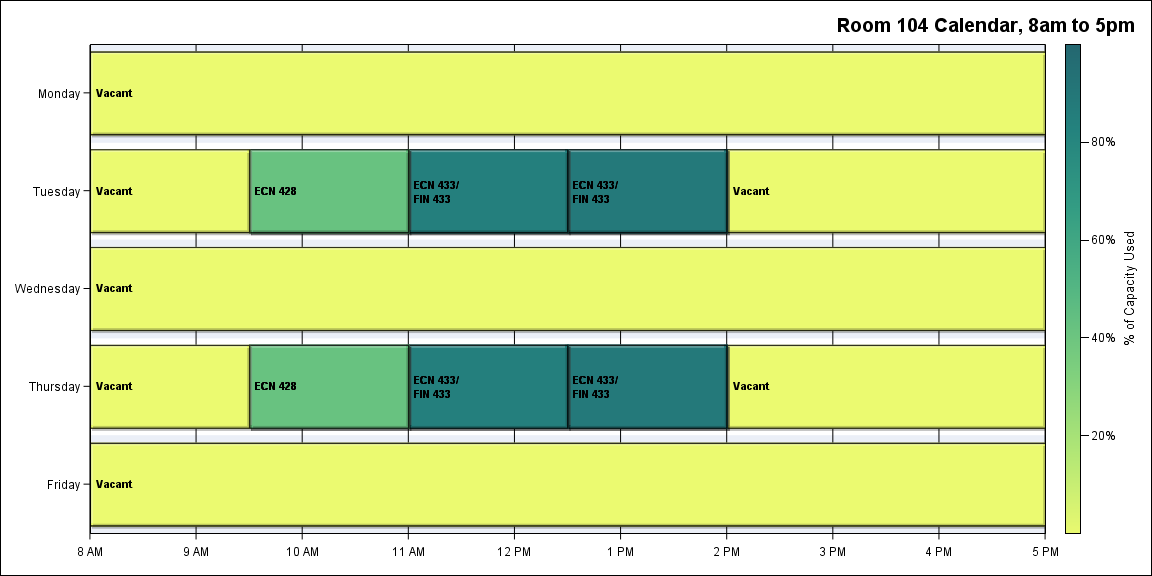 Room 104 Calendar, 8am to 5pm
Monday
Vacant
Tuesday
Vacant
ECN 428
ECN 433/
FIN 433
ECN 433/
FIN 433
Vacant
Wednesday
Vacant
Thursday
Vacant
ECN 428
ECN 433/
FIN 433
ECN 433/
FIN 433
Vacant
Friday
Vacant
8 AM
9 AM
10 AM
11 AM
12 PM
1 PM
2 PM
3 PM
4 PM
5 PM
80%
60%
40%
20%
% of Capacity Used